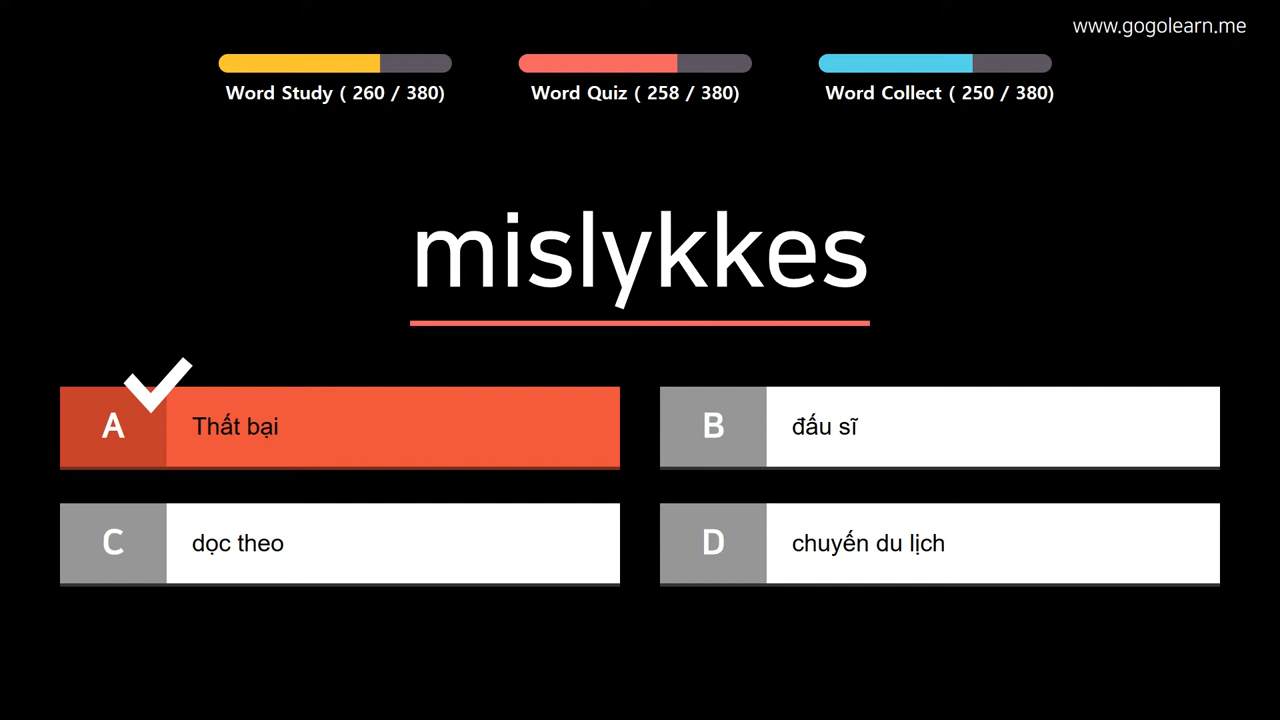 www.gogolearn.me
Word Study ( 260 / 380)
Word Quiz ( 258 / 380)
Word Collect ( 250 / 380)
mislykkes
A Thất bại
B đấu sĩ
C dọc theo
D chuyến du lịch